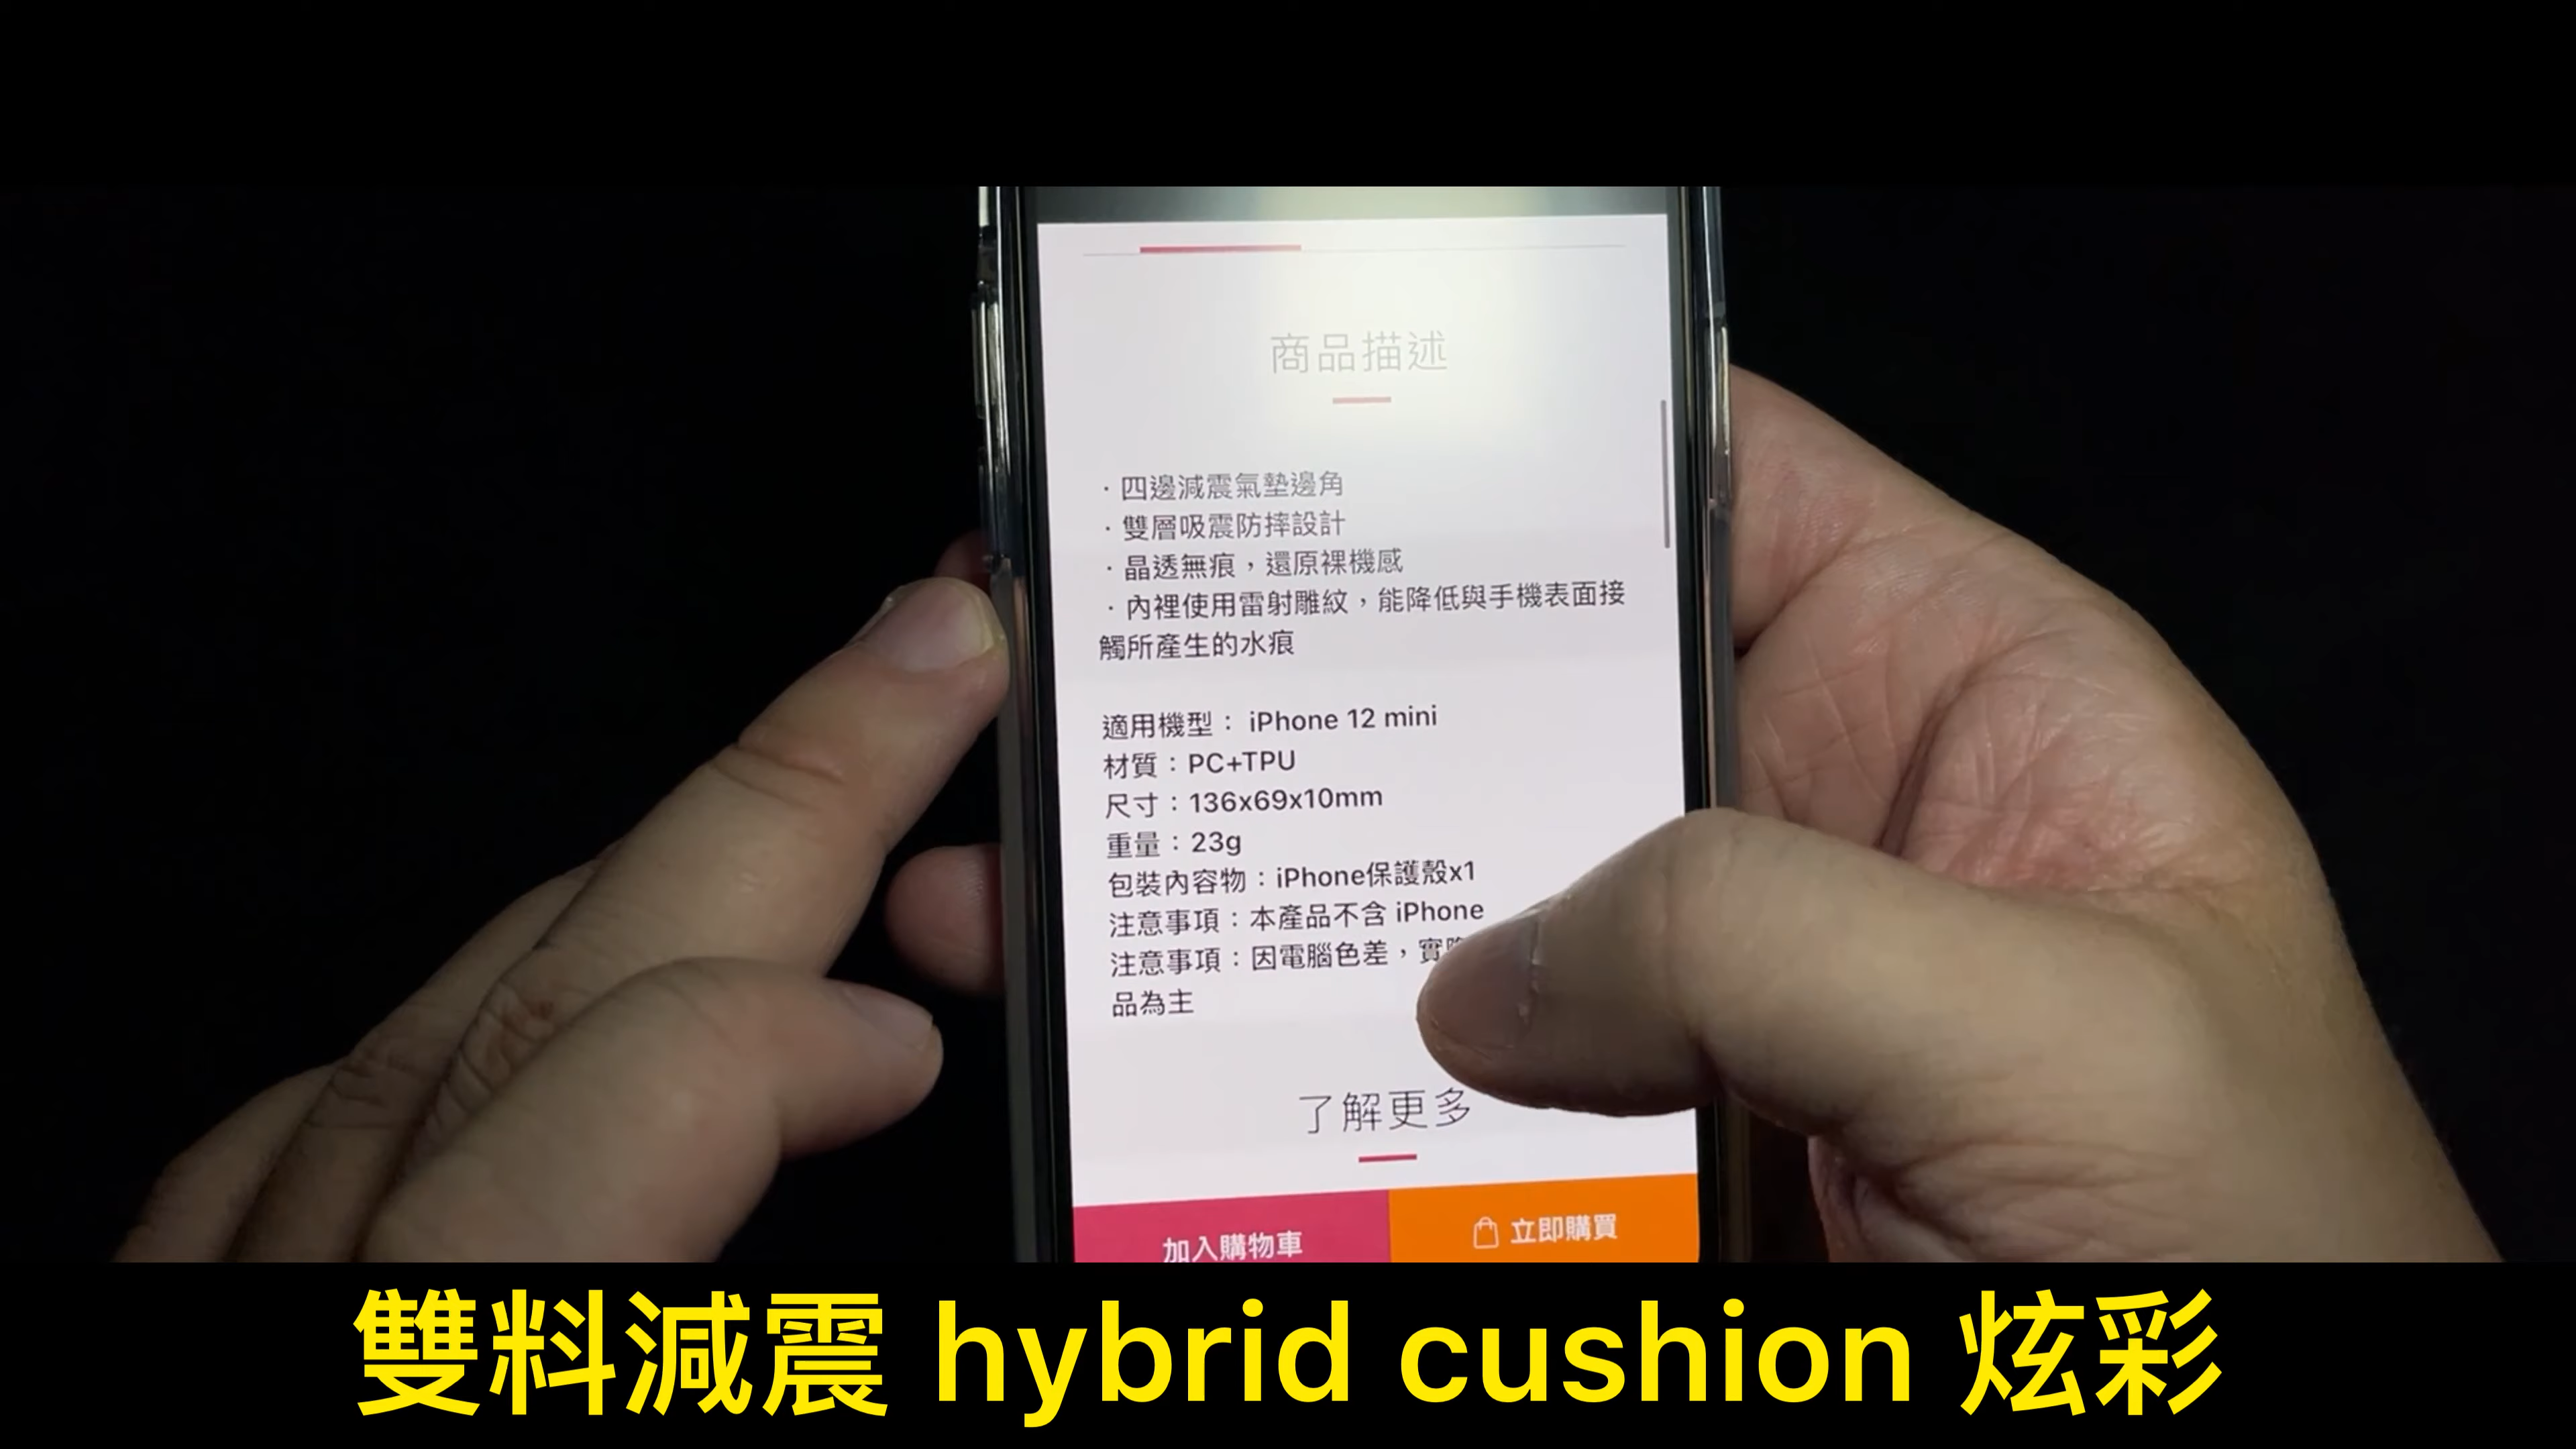 商品描述
· 四邊減震氣墊邊角
· 雙層吸震防摔設計
· 晶透無痕，還原裸機感
· 內裡使用雷射雕紋，能降低與手機表面接
觸所產生的水痕
適用機型： iPhone 12 mini
材質：PC+TPU
尺寸：136x69x10mm
重量：23g
包裝內容物：iPhone保護殼x1
注意事項：本產品不含 iPhone
注意事項：因電腦色差，實
品為主
了解更多
加入購物車
立即購買
雙料減震 hybrid cushion 炫彩